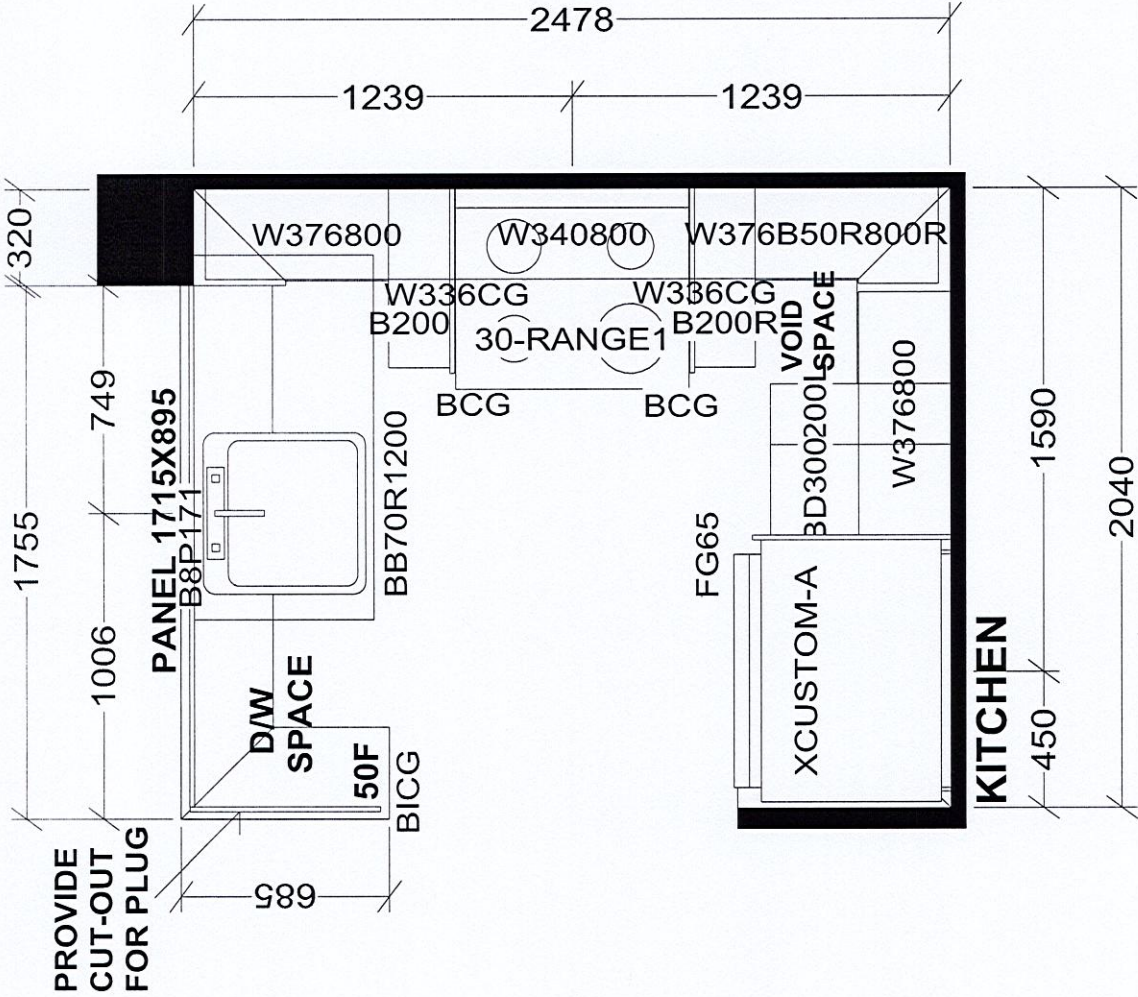 2478
1239
1239
320
W376800
W340800
W376B50R800R
W336CG
B200
W336CG
B200R
30-RANGE1
VOID
SPACE
BCG
BCG
749
1755
1006
PANEL 1715X895
B8P171
BB70R1200
BD300200L
W376800
1590
2040
FG65
XCUSTOM-A
D/W
SPACE
50F
BICG
KITCHEN
450
PROVIDE
CUT-OUT
FOR PLUG
685